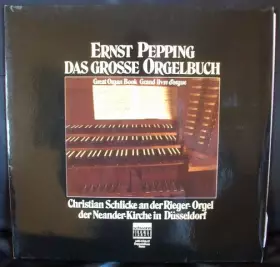 ERNST PEPPING
DAS GROSSE ORGELBUCH
Great Organ Book Grand livre d'orgue
Christian Schlicke an der Rieger-Orgel
der Neander-Kirche in Düsseldorf